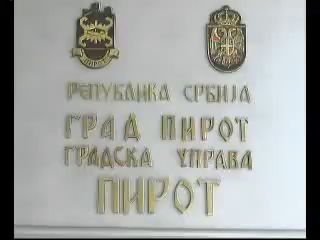 РЕПУБЛИКА СРБИЈА
ГРАД ПИРОТ
ГРАДСКА УПРАВА
ПИРОТ